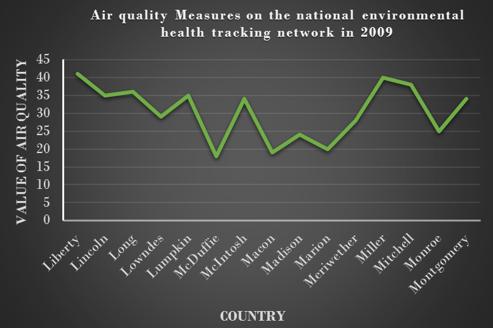 Air quality Measures on the national environmental
health tracking network in 2009
VALUE OF AIR QUALITY
45
40
35
30
25
20
15
10
5
0
Liberty
Lincoln
Long
Lowndes
Lumpkin
McDuffie
McIntosh
Macon
Madison
Marion
Meriwether
Miller
Mitchell
Monroe
Montgomery
COUNTRY